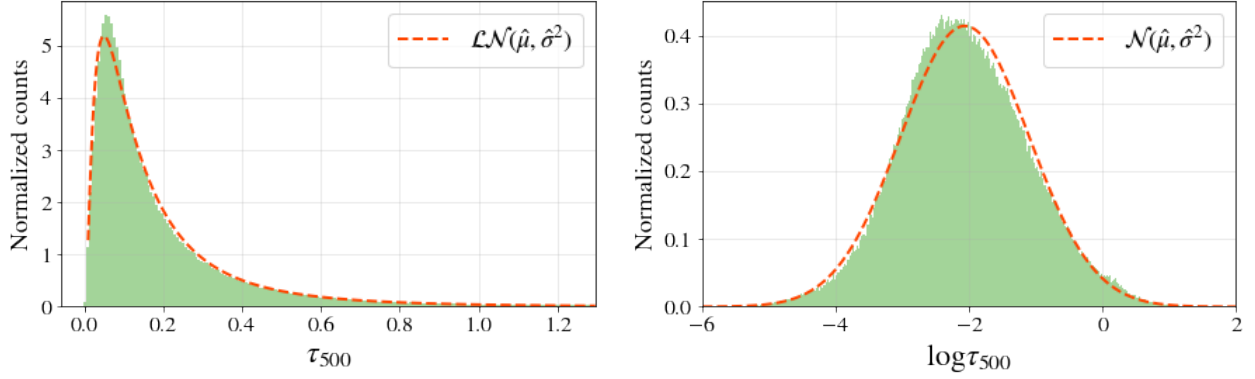 Normalized counts
5
4
3
2
1
0
0.0 0.2 0.4 0.6 0.8 1.0 1.2
τ₅₀₀
ℒ𝒩(μ̂, σ̂²)
Normalized counts
0.4
0.3
0.2
0.1
0.0
−6 −4 −2 0 2
logτ₅₀₀
𝒩(μ̂, σ̂²)